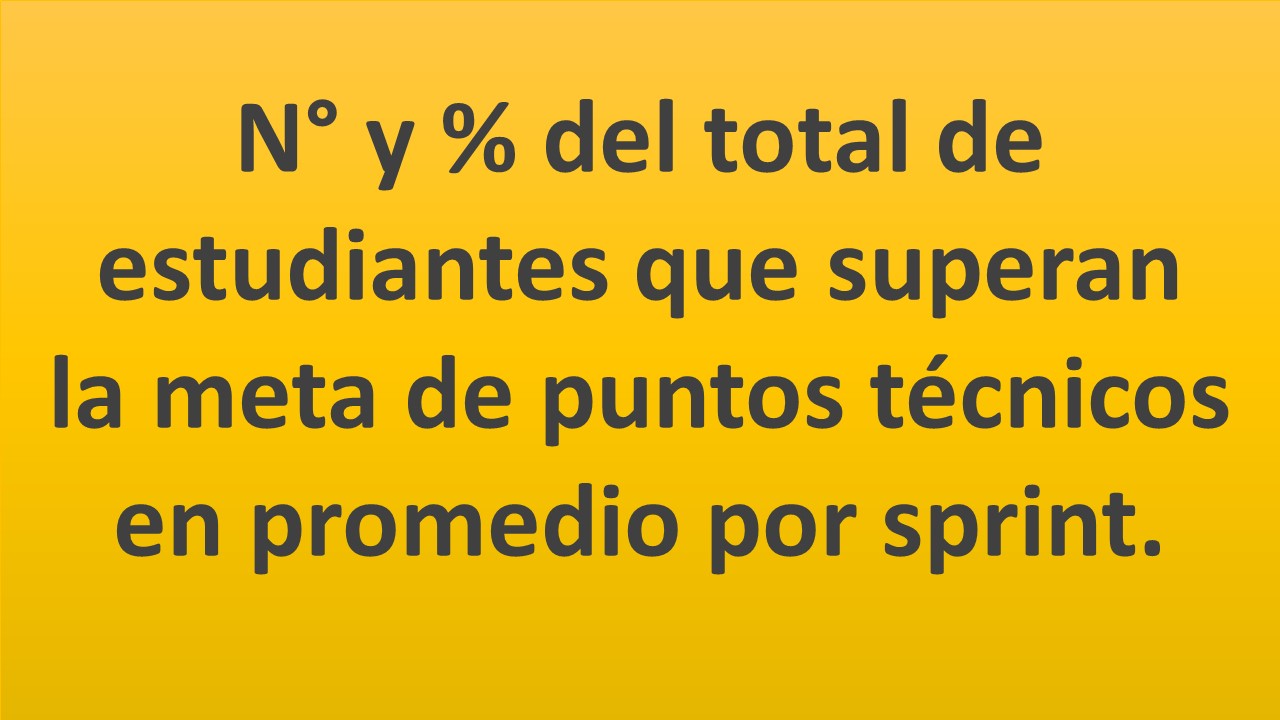 N° y % del total de
estudiantes que superan
la meta de puntos técnicos
en promedio por sprint.